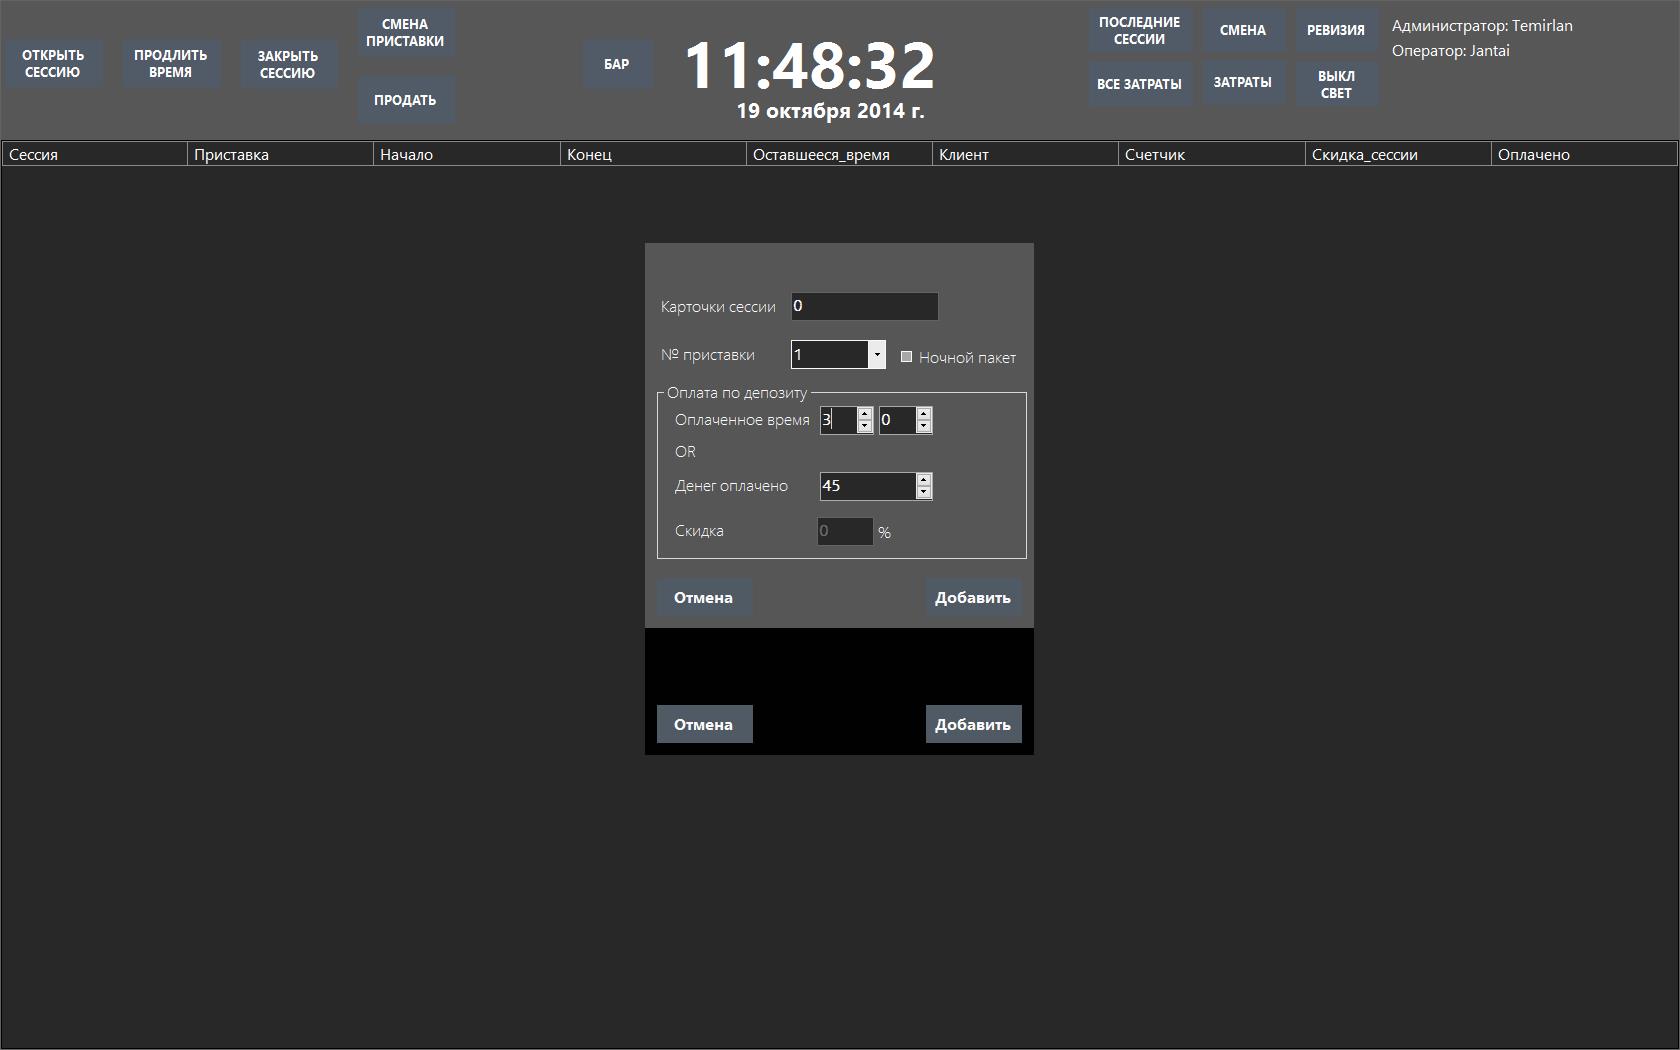 ОТКРЫТЬ
СЕССИЮ
ПРОДЛИТЬ
ВРЕМЯ
ЗАКРЫТЬ
СЕССИЮ
СМЕНА
ПРИСТАВКИ
ПРОДАТЬ
БАР
11:48:32
19 октября 2014 г.
ПОСЛЕДНИЕ
СЕССИИ
СМЕНА
РЕВИЗИЯ
ВСЕ ЗАТРАТЫ
ЗАТРАТЫ
ВЫКЛ
СВЕТ
Администратор: Temirlan
Оператор: Jantai
Сессия Приставка Начало Конец Оставшееся_время Клиент Счетчик Скидка_сессии Оплачено
Карточки сессии 0
№ приставки 1 Ночной пакет
Оплата по депозиту
Оплаченное время 3 0
OR
Денег оплачено 45
Скидка 0 %
Отмена Добавить
Отмена Добавить